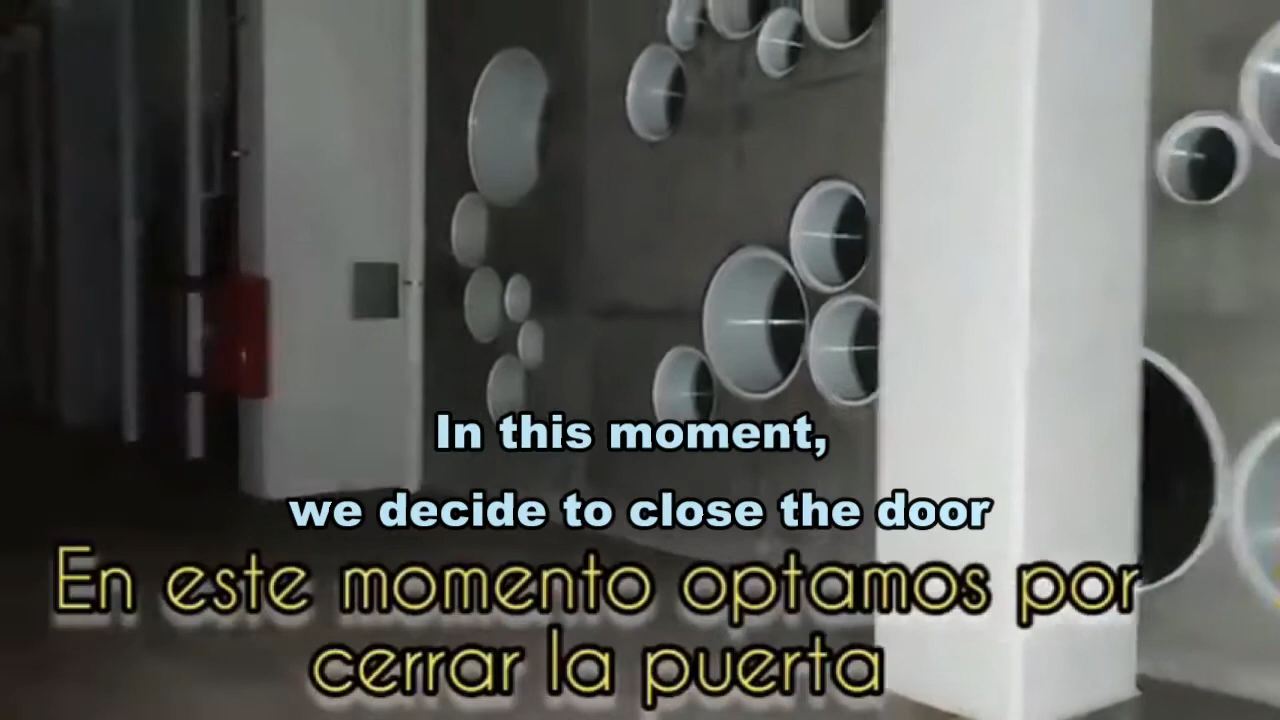 In this moment,
we decide to close the door
En este momento optamos por
cerrar la puerta